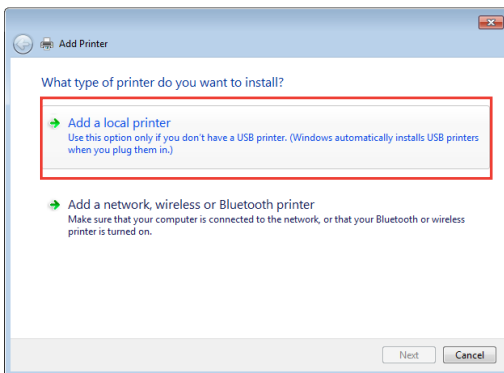 Add Printer
What type of printer do you want to install?
Add a local printer
Use this option only if you don't have a USB printer. (Windows automatically installs USB printers
when you plug them in.)
Add a network, wireless or Bluetooth printer
Make sure that your computer is connected to the network, or that your Bluetooth or wireless
printer is turned on.
Next Cancel